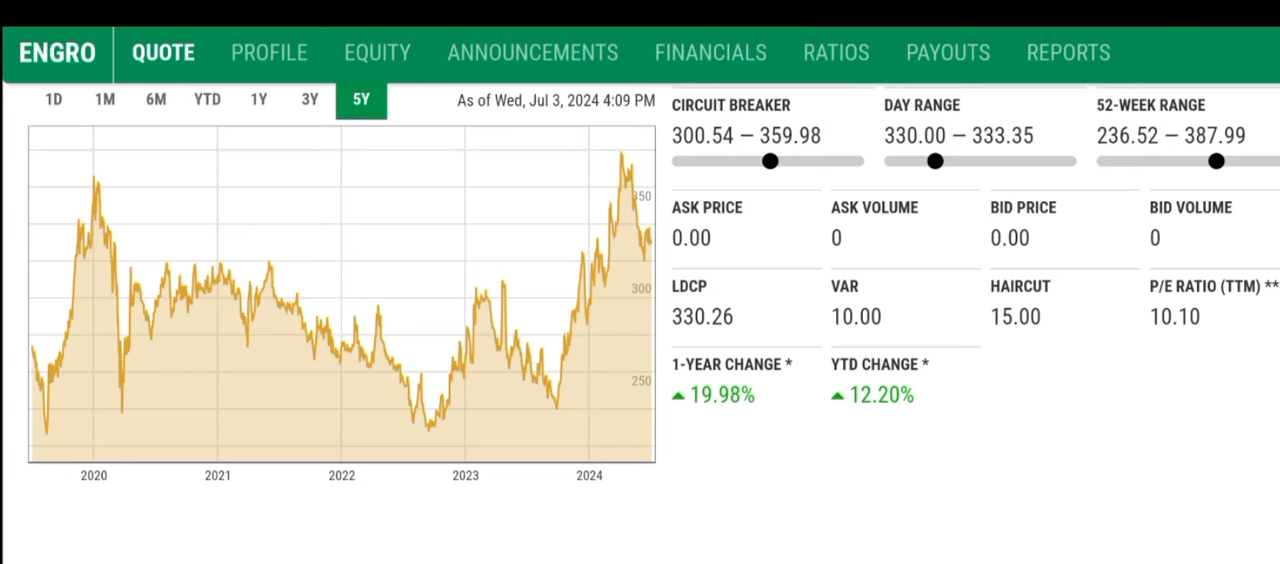 ENGRO QUOTE PROFILE EQUITY ANNOUNCEMENTS FINANCIALS RATIOS PAYOUTS REPORTS
1D 1M 6M YTD 1Y 3Y 5Y
As of Wed, Jul 3, 2024 4:09 PM
350
300
250
2020 2021 2022 2023 2024
CIRCUIT BREAKER DAY RANGE 52-WEEK RANGE
300.54 — 359.98 330.00 — 333.35 236.52 — 387.99
ASK PRICE ASK VOLUME BID PRICE BID VOLUME
0.00 0 0.00 0
LDCP VAR HAIRCUT P/E RATIO (TTM) **
330.26 10.00 15.00 10.10
1-YEAR CHANGE * YTD CHANGE *
19.98% 12.20%